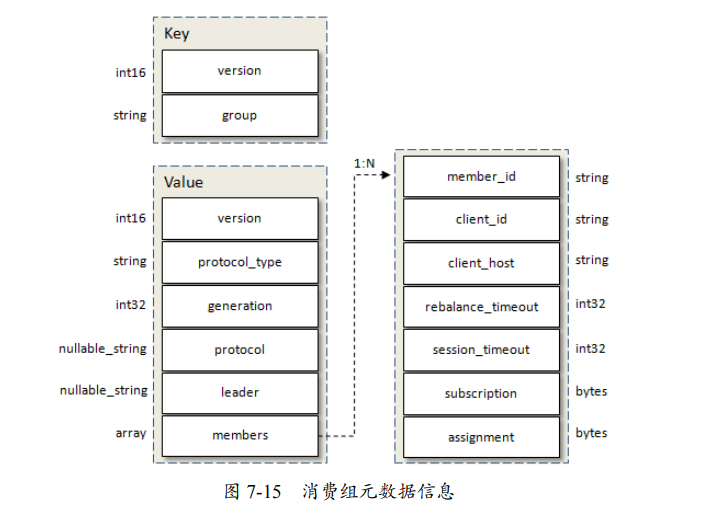 Key
int16 version
string group
Value
int16 version
string protocol_type
int32 generation
nullable_string protocol
nullable_string leader
array members
1:N
member_id string
client_id string
client_host string
rebalance_timeout int32
session_timeout int32
subscription bytes
assignment bytes
图 7-15 消费组元数据信息